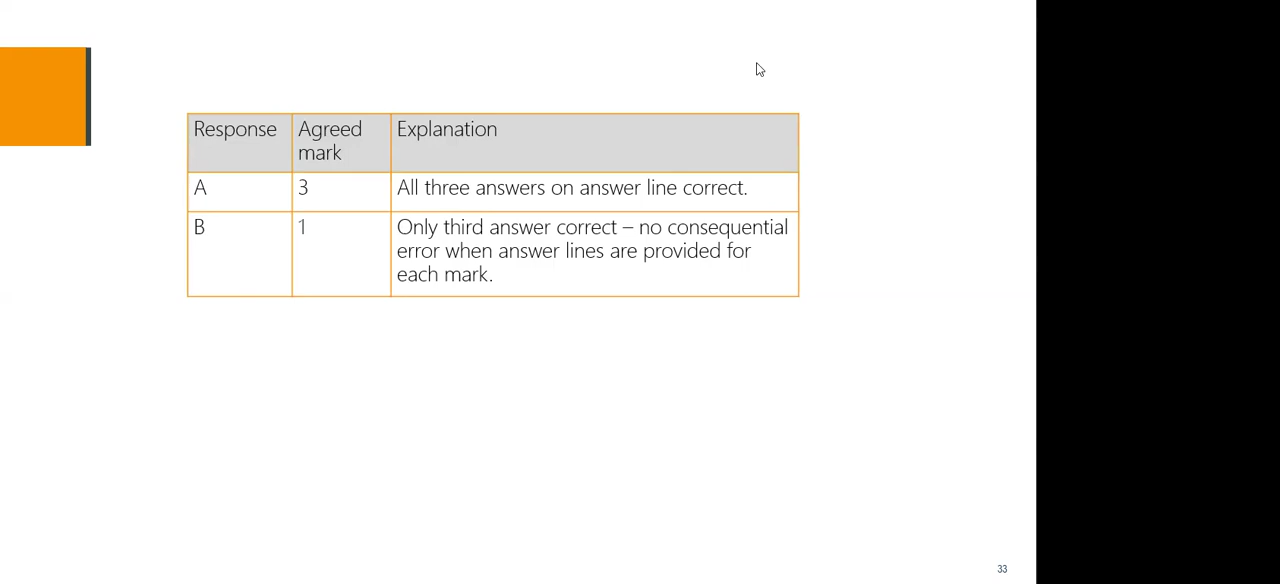 Response Agreed mark Explanation
A 3 All three answers on answer line correct.
B 1 Only third answer correct – no consequential
error when answer lines are provided for
each mark.
33